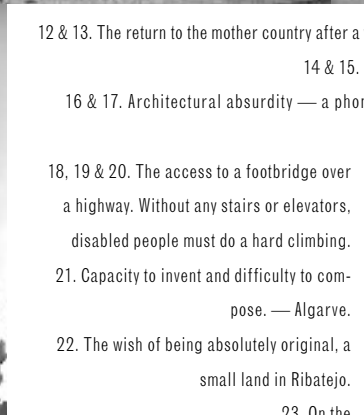 12 & 13. The return to the mother country after a
14 & 15.
16 & 17. Architectural absurdity — a
18, 19 & 20. The access to a footbridge over
a highway. Without any stairs or elevators,
disabled people must do a hard climbing.
21. Capacity to invent and difficulty to com-
pose. — Algarve.
22. The wish of being absolutely original, a
small land in Ribatejo.
23. On the